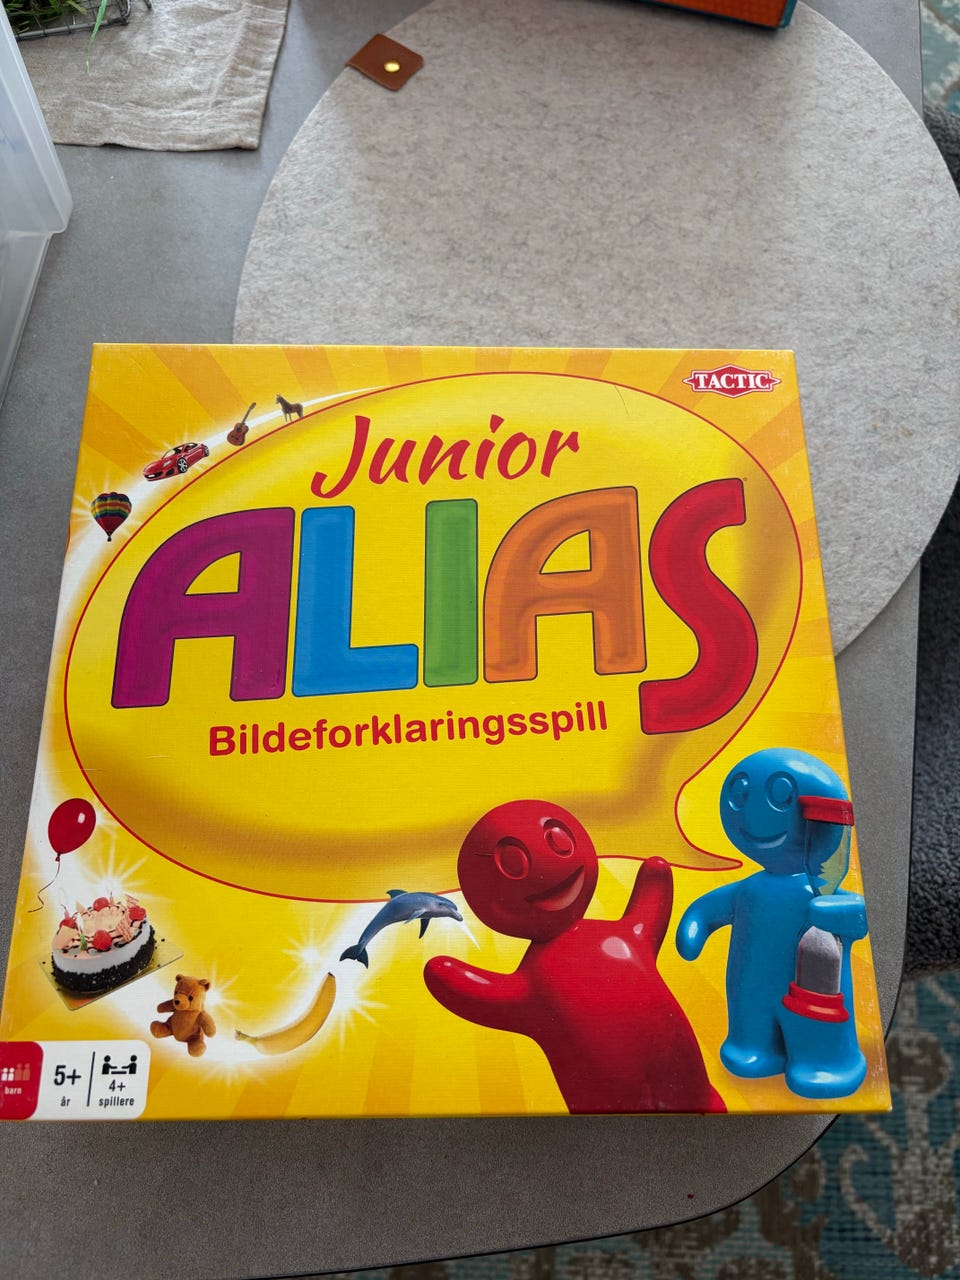 TACTIC
Junior
ALIAS
Bildeforklaringsspill
barn
5+
år
4+
spillere